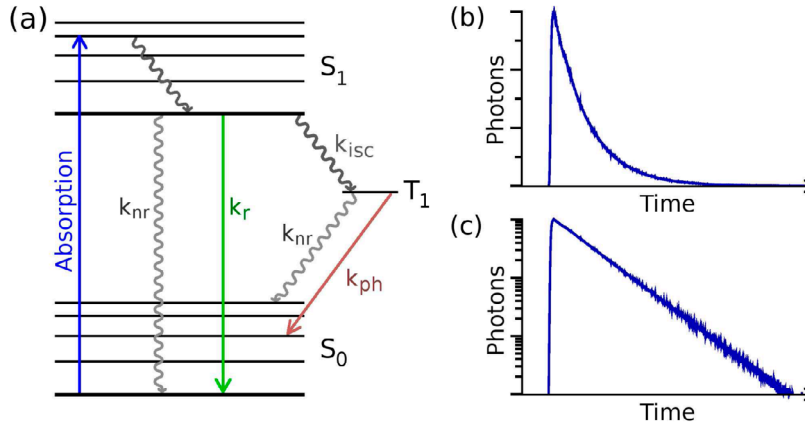 (a)
S1
Absorption
knr
kr
kisc
T1
knr
kph
S0
(b)
Photons
Time
(c)
Photons
Time